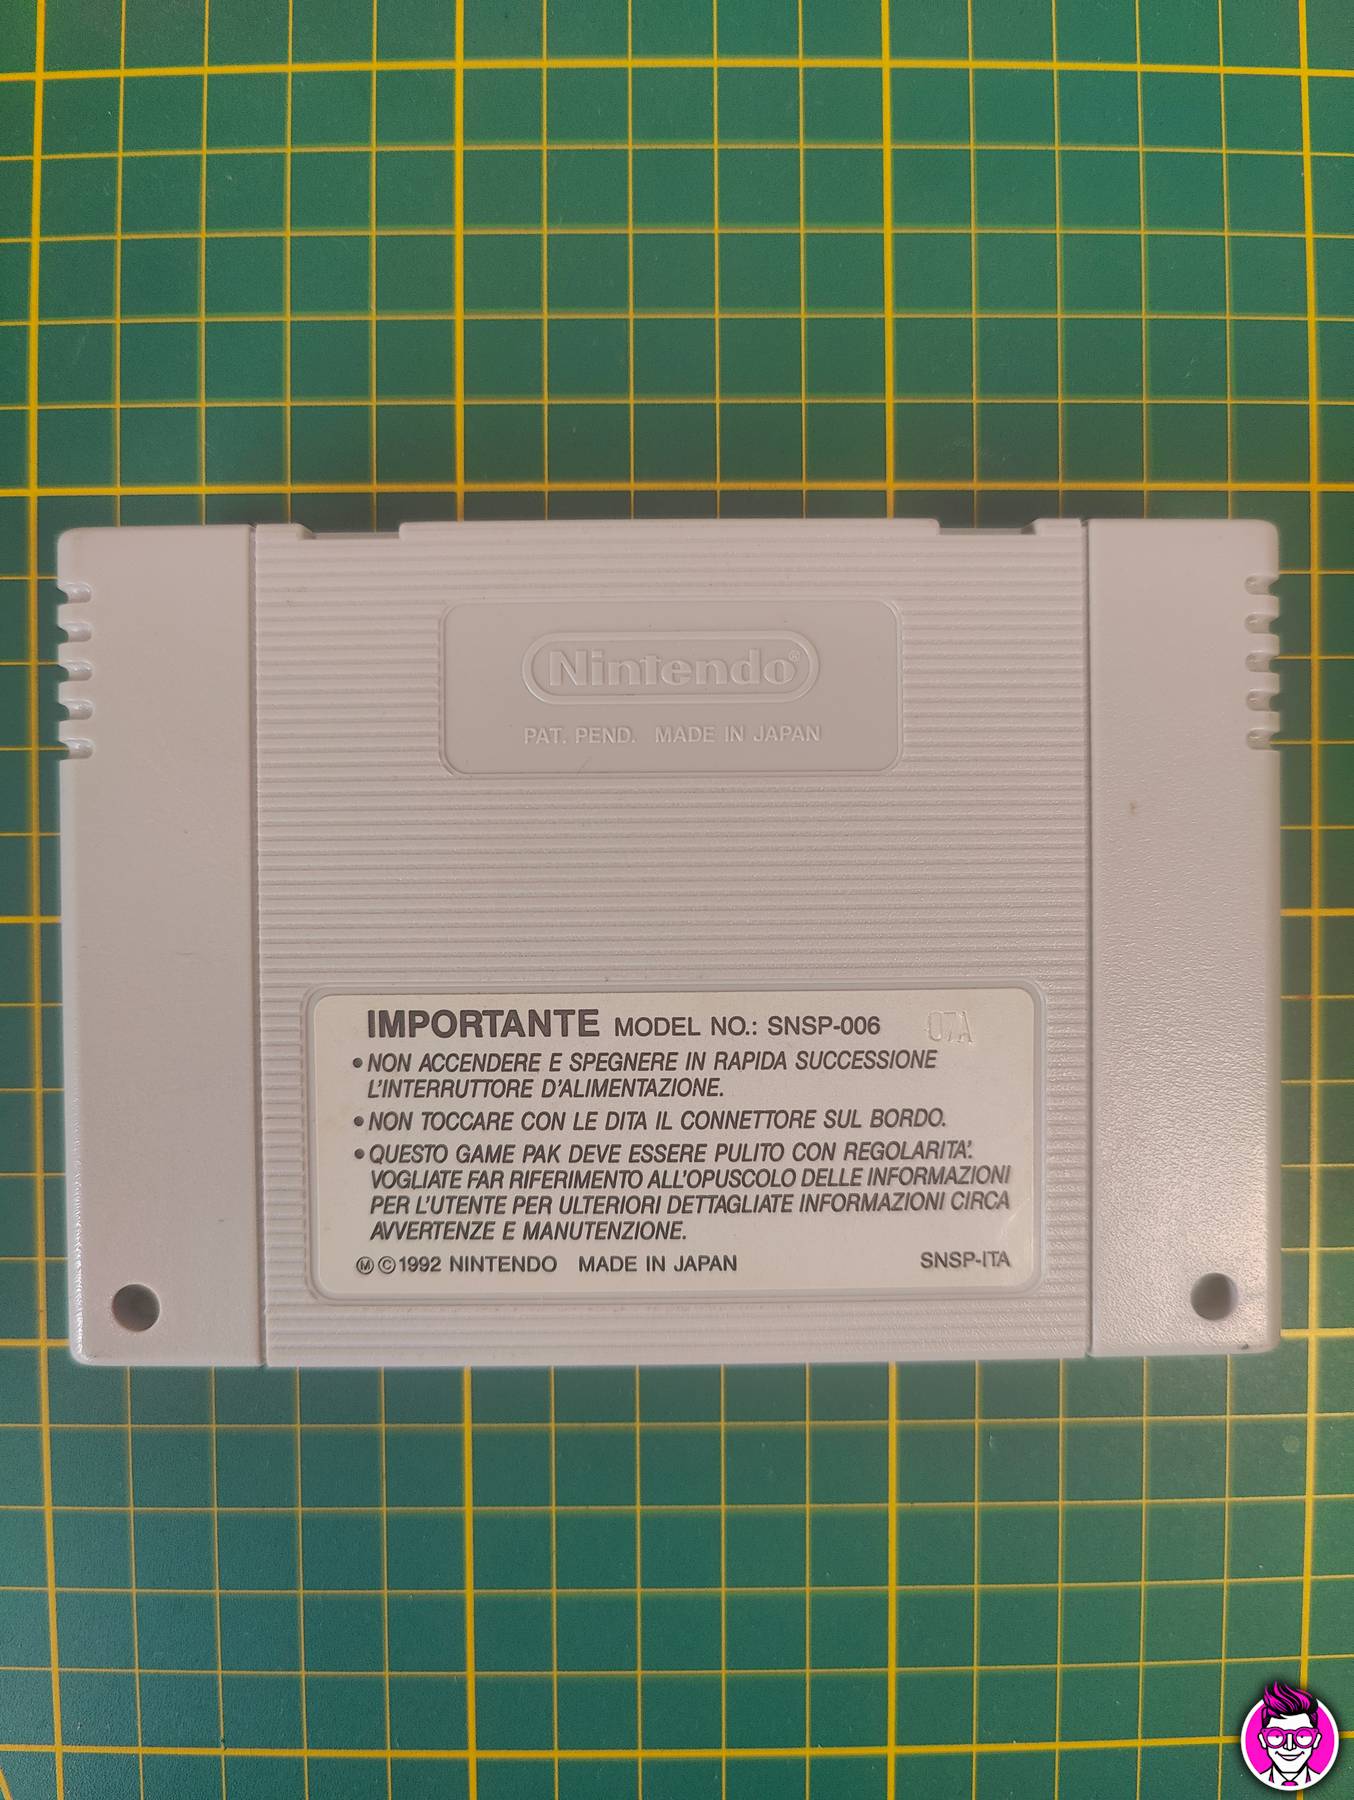 Nintendo®
PAT. PEND. MADE IN JAPAN
IMPORTANTE MODEL NO.: SNSP-006 07A
• NON ACCENDERE E SPEGNERE IN RAPIDA SUCCESSIONE
L'INTERRUTTORE D'ALIMENTAZIONE.
• NON TOCCARE CON LE DITA IL CONNETTORE SUL BORDO.
• QUESTO GAME PAK DEVE ESSERE PULITO CON REGOLARITA'.
VOGLIATE FAR RIFERIMENTO ALL'OPUSCOLO DELLE INFORMAZIONI
PER L'UTENTE PER ULTERIORI DETTAGLIATE INFORMAZIONI CIRCA
AVVERTENZE E MANUTENZIONE.
Ⓜ ©1992 NINTENDO MADE IN JAPAN SNSP-ITA